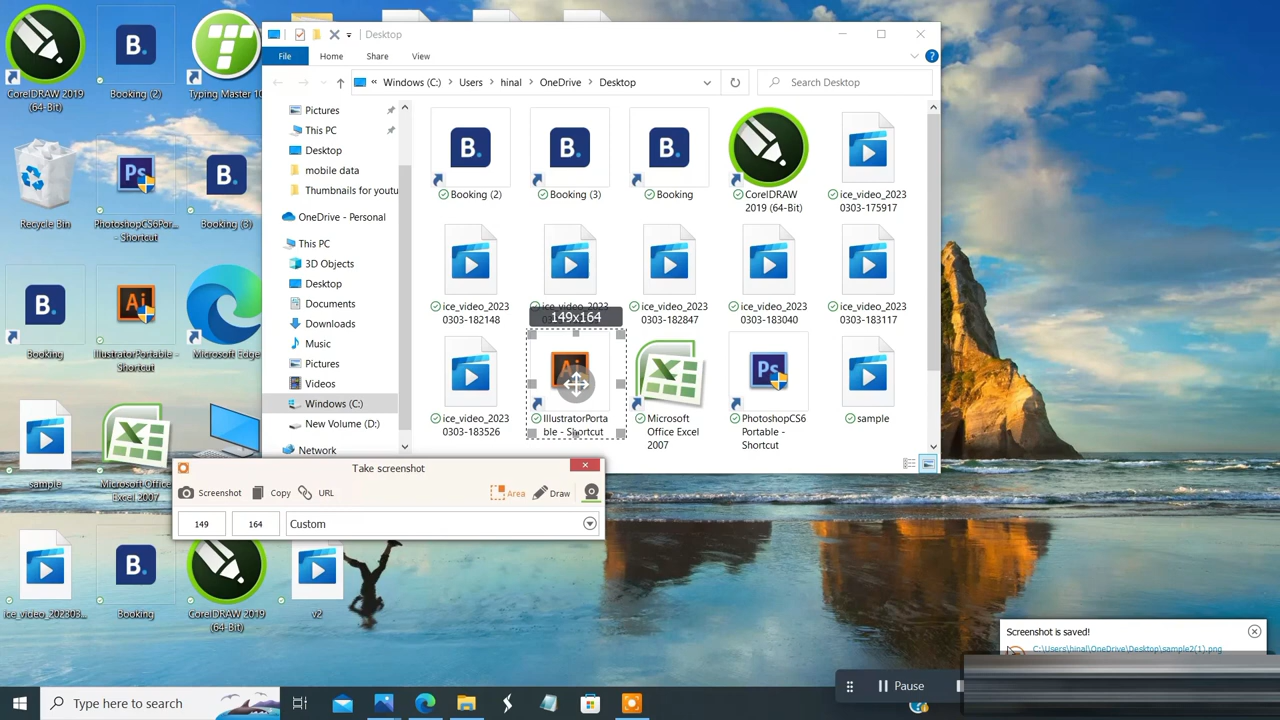 CorelDRAW 2019
(64-Bit)
Booking (2)
Typing Master 10
Recycle Bin
PhotoshopCS6Por...
- Shortcut
Booking (3)
Booking
IllustratorPortable -
Shortcut
Microsoft Edge
sample
Microsoft Office
Excel 2007
ice_video_202303...
Booking
CorelDRAW 2019
(64-Bit)
v2
Desktop
File
Home
Share
View
« Windows (C:) > Users > hinal > OneDrive > Desktop
Search Desktop
Pictures
This PC
Desktop
mobile data
Thumbnails for youtu
OneDrive - Personal
This PC
3D Objects
Desktop
Documents
Downloads
Music
Pictures
Videos
Windows (C:)
New Volume (D:)
Network
Booking (2)
Booking (3)
Booking
CorelDRAW
2019 (64-Bit)
ice_video_2023
0303-175917
ice_video_2023
0303-182148
ice_video_2023
ice_video_2023
0303-182847
ice_video_2023
0303-183040
ice_video_2023
0303-183117
149x164
ice_video_2023
0303-183526
IllustratorPorta
ble - Shortcut
Microsoft
Office Excel
2007
PhotoshopCS6
Portable -
Shortcut
sample
Take screenshot
Screenshot
Copy
URL
Area
Draw
149
164
Custom
Screenshot is saved!
C:\Users\hinal\OneDrive\Desktop\sample2(1).png
Pause
Type here to search